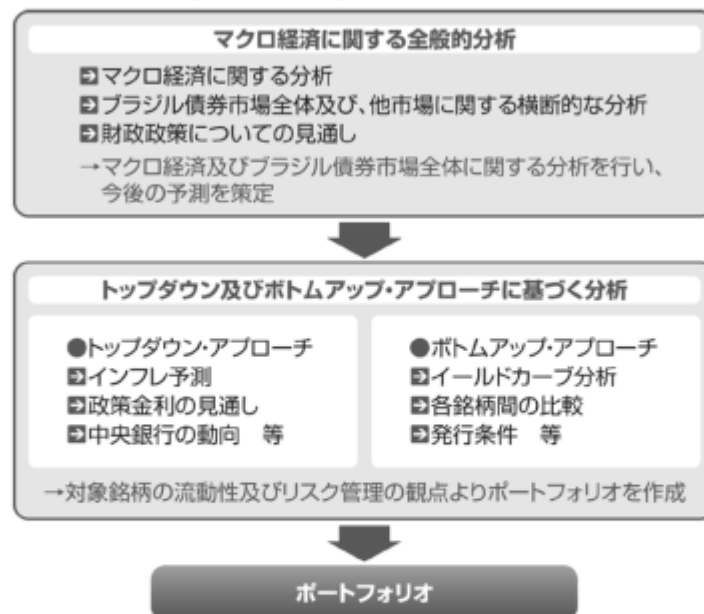 マクロ経済に関する全般的分析
マクロ経済に関する分析
ブラジル債券市場全体及び、他市場に関する横断的な分析
財政政策についての見通し
→マクロ経済及びブラジル債券市場全体に関する分析を行い、
今後の予測を策定
トップダウン及びボトムアップ・アプローチに基づく分析
●トップダウン・アプローチ
インフレ予測
政策金利の見通し
中央銀行の動向 等
●ボトムアップ・アプローチ
イールドカーブ分析
各銘柄間の比較
発行条件 等
→対象銘柄の流動性及びリスク管理の観点よりポートフォリオを作成
ポートフォリオ